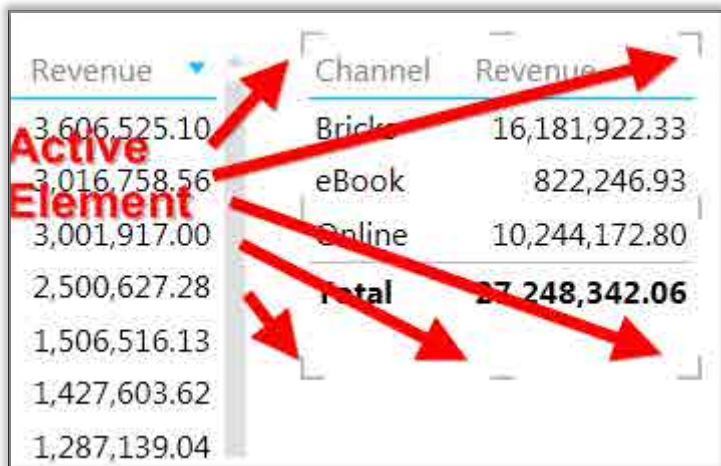 Revenue
3,606,525.10
Active
3,016,758.56
Element
3,001,917.00
2,500,627.28
1,506,516.13
1,427,603.62
1,287,139.04
Channel Revenue
Bricks 16,181,922.33
eBook 822,246.93
Online 10,244,172.80
Total 27,248,342.06